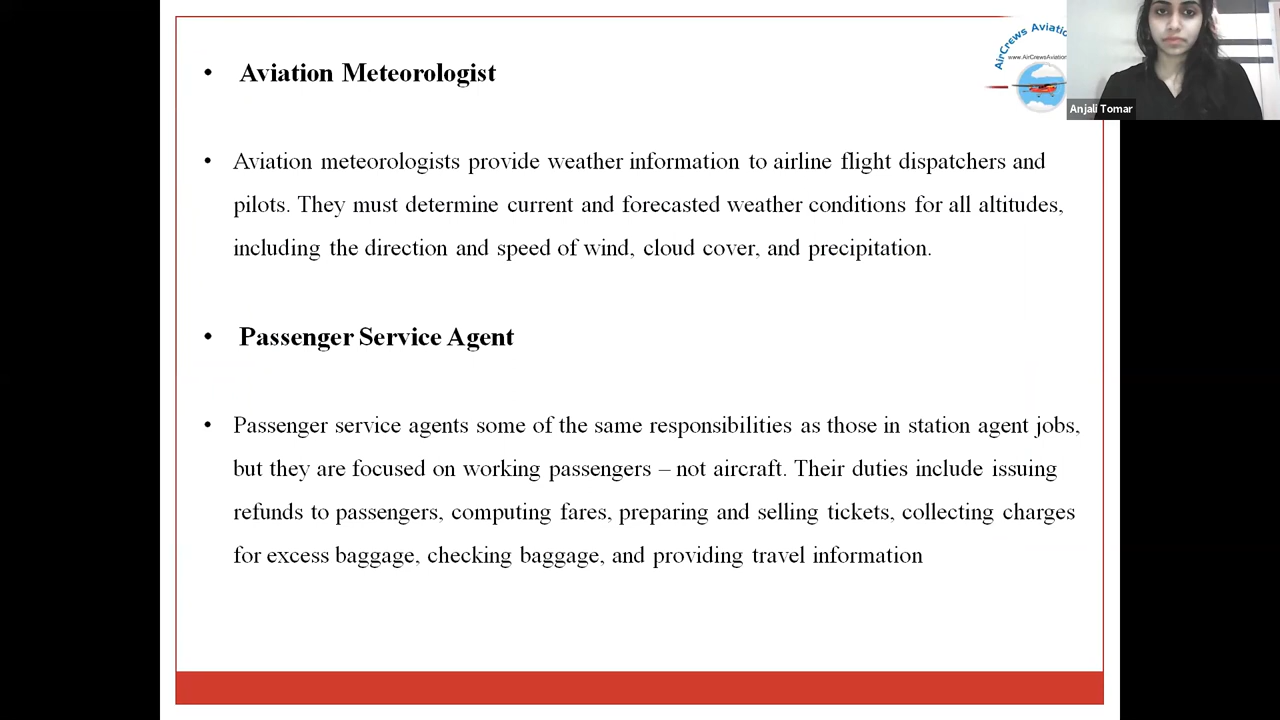 • Aviation Meteorologist
• Aviation meteorologists provide weather information to airline flight dispatchers and
pilots. They must determine current and forecasted weather conditions for all altitudes,
including the direction and speed of wind, cloud cover, and precipitation.
• Passenger Service Agent
• Passenger service agents some of the same responsibilities as those in station agent jobs,
but they are focused on working passengers – not aircraft. Their duties include issuing
refunds to passengers, computing fares, preparing and selling tickets, collecting charges
for excess baggage, checking baggage, and providing travel information
AirCrews Aviatio
www.AirCrewsAviation
Anjali Tomar